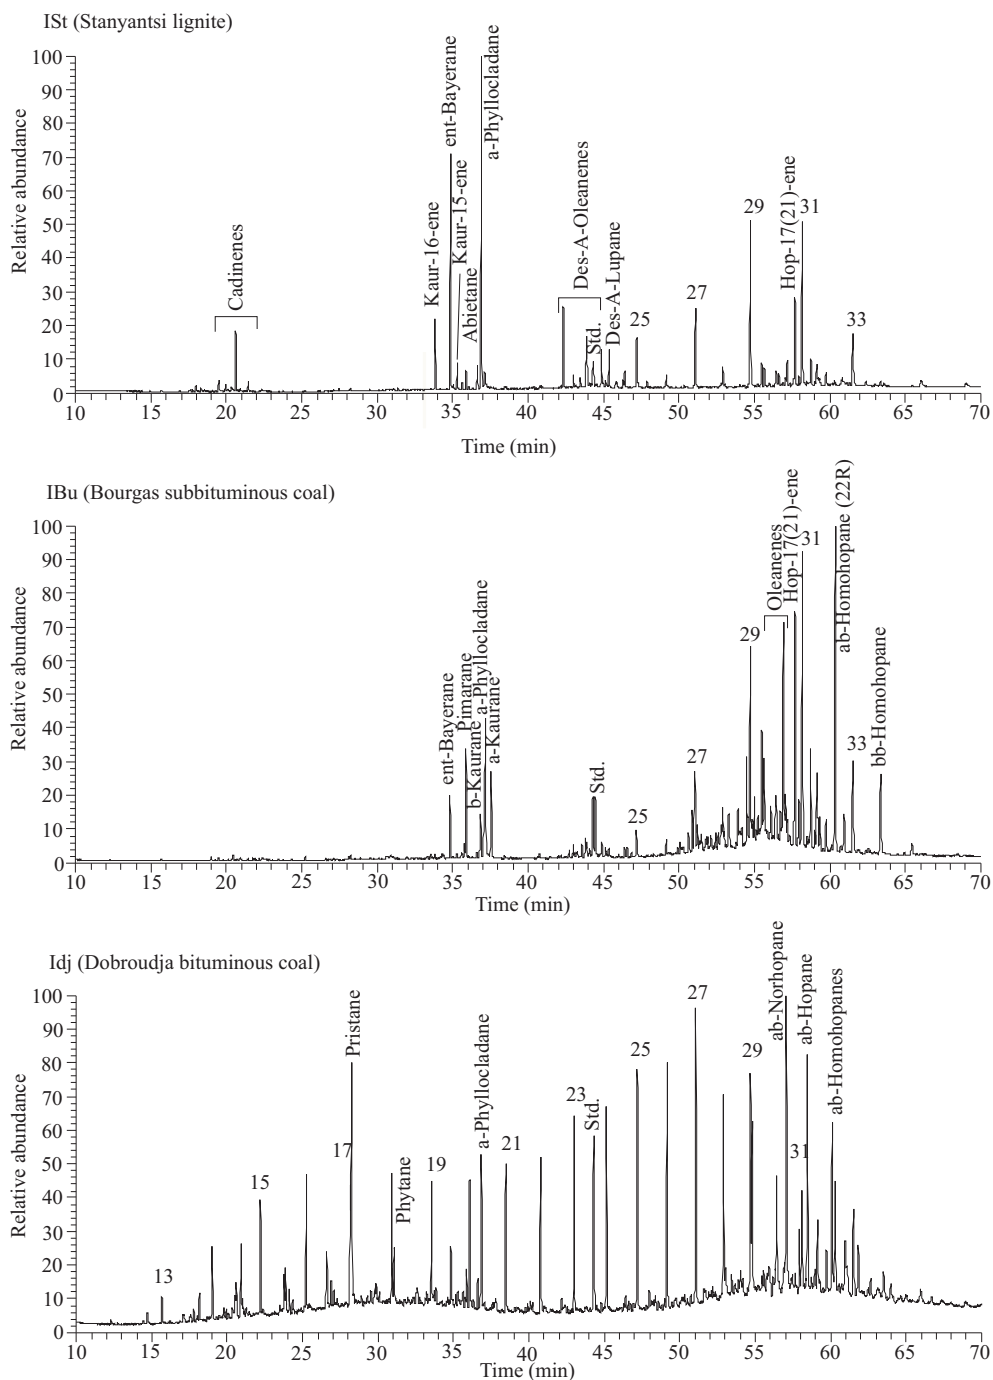 ISt (Stanyantsi lignite)
Relative abundance
100
90
80
70
60
50
40
30
20
10
0
Cadinenes
Kaur-16-ene
ent-Bayerane
Kaur-15-ene
Abietane
a-Phyllocladane
Des-A-Oleanenes
Std.
Des-A-Lupane
25
27
29
Hop-17(21)-ene
31
33
10 15 20 25 30 35 40 45 50 55 60 65 70
Time (min)
IBu (Bourgas subbituminous coal)
Relative abundance
100
90
80
70
60
50
40
30
20
10
0
ent-Bayerane
Pimarane
b-Kaurane
a-Phyllocladane
a-Kaurane
Std.
25
27
29
Oleanenes
Hop-17(21)-ene
31
ab-Homohopane (22R)
33
bb-Homohopane
10 15 20 25 30 35 40 45 50 55 60 65 70
Time (min)
Idj (Dobroudja bituminous coal)
Relative abundance
100
90
80
70
60
50
40
30
20
10
0
13
15
17
Pristane
Phytane
19
a-Phyllocladane
21
23
Std.
25
27
29
ab-Norhopane
31
ab-Hopane
ab-Homohopanes
10 15 20 25 30 35 40 45 50 55 60 65 70
Time (min)